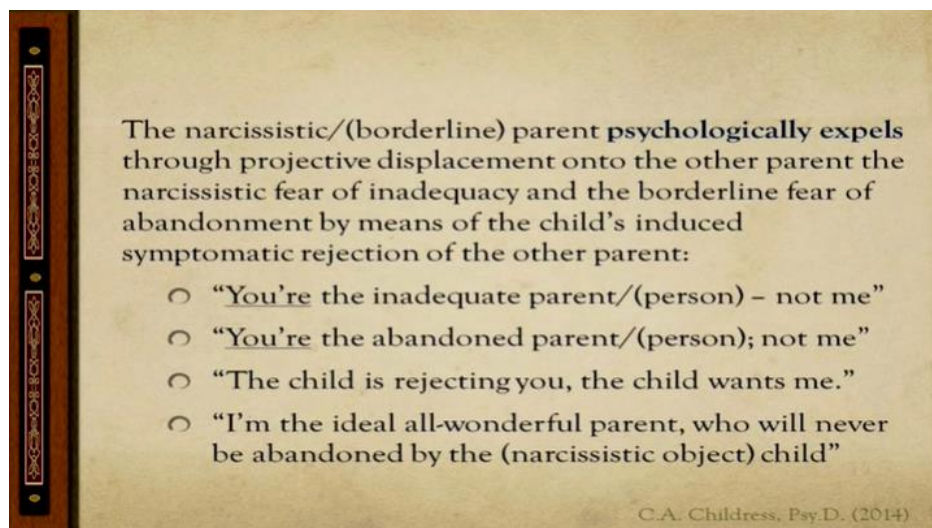 The narcissistic/(borderline) parent psychologically expels
through projective displacement onto the other parent the
narcissistic fear of inadequacy and the borderline fear of
abandonment by means of the child's induced
symptomatic rejection of the other parent:
"You're the inadequate parent/(person) – not me"
"You're the abandoned parent/(person); not me"
"The child is rejecting you, the child wants me."
"I'm the ideal all-wonderful parent, who will never
be abandoned by the (narcissistic object) child"
C.A. Childress, Psy.D. (2014)